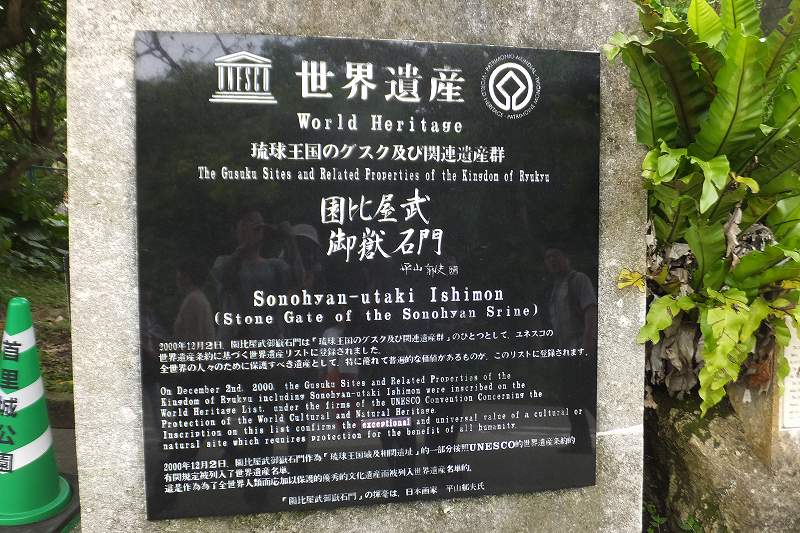 UNESCO
世界遺産
WORLD HERITAGE
PATRIMONIO MUNDIAL
PATRIMOINE MONDIAL
World Heritage
琉球王国のグスク及び関連遺産群
The Gusuku Sites and Related Properties of the Kingdom of Ryukyu
園比屋武
御嶽石門
平山郁夫 題
Sonohyan-utaki Ishimon
(Stone Gate of the Sonohyan Srine)
2000年12月2日、園比屋武御嶽石門は「琉球王国のグスク及び関連遺産群」のひとつとして、ユネスコの
世界遺産条約に基づく世界遺産リストに登録されました。
全世界の人々のために保護すべき遺産として、特に優れて普遍的な価値があるものが、このリストに登録されます。
On December 2nd, 2000, the Gusuku Sites and Related Properties of the
Kingdom of Ryukyu including Sonohyan-utaki Ishimon were inscribed on the
World Heritage List, under the firms of the UNESCO Convention Concerning the
Protection of the World Cultural and Natural Heritage.
Inscription on this list confirms the exceptional and universal value of a cultural or
natural site which requires protection for the benefit of all humanity.
2000年12月2日、園比屋武御嶽石門作為「琉球王国城及相関遺址」的一部分按照UNESCO的世界遺産条約的
有関規定被列入了世界遺産名単。
這是作為為了全世界人類而応加以保護的優秀的文化遺産而被列入世界遺産名単的。
「園比屋武御嶽石門」の揮毫は、日本画家 平山郁夫氏
首里城公園